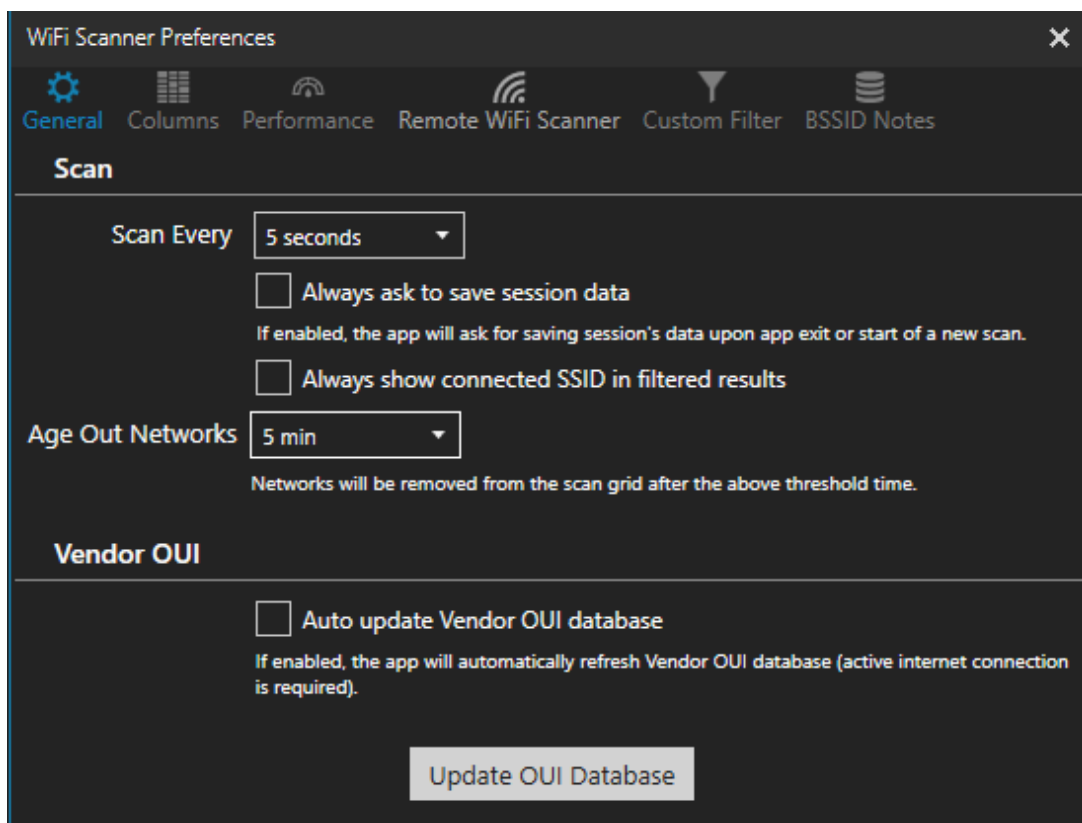 WiFi Scanner Preferences
General Columns Performance Remote WiFi Scanner Custom Filter BSSID Notes
Scan
Scan Every 5 seconds
Always ask to save session data
If enabled, the app will ask for saving session's data upon app exit or start of a new scan.
Always show connected SSID in filtered results
Age Out Networks 5 min
Networks will be removed from the scan grid after the above threshold time.
Vendor OUI
Auto update Vendor OUI database
If enabled, the app will automatically refresh Vendor OUI database (active internet connection
is required).
Update OUI Database